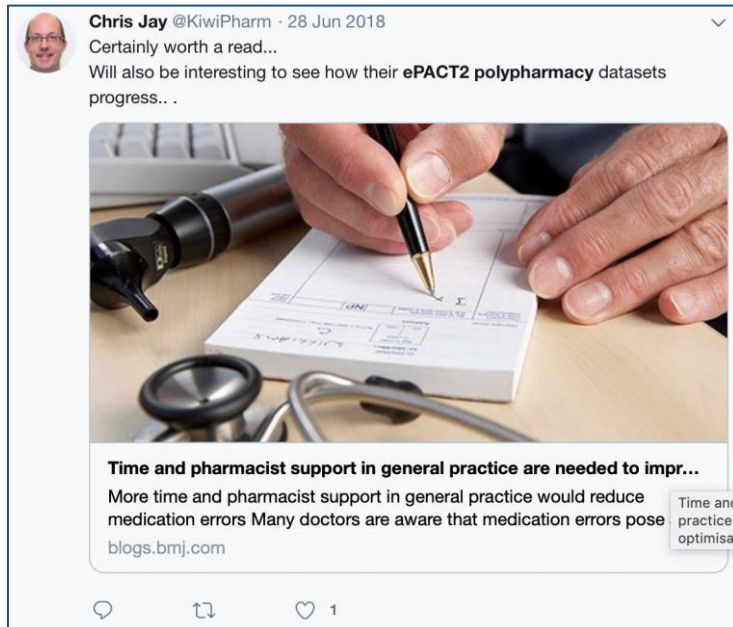 Chris Jay @KiwiPharm · 28 Jun 2018
Certainly worth a read...
Will also be interesting to see how their ePACT2 polypharmacy datasets
progress.. .
NP
Time and pharmacist support in general practice are needed to impr...
More time and pharmacist support in general practice would reduce
medication errors Many doctors are aware that medication errors pose
Time and
practice
optimisa
blogs.bmj.com
1